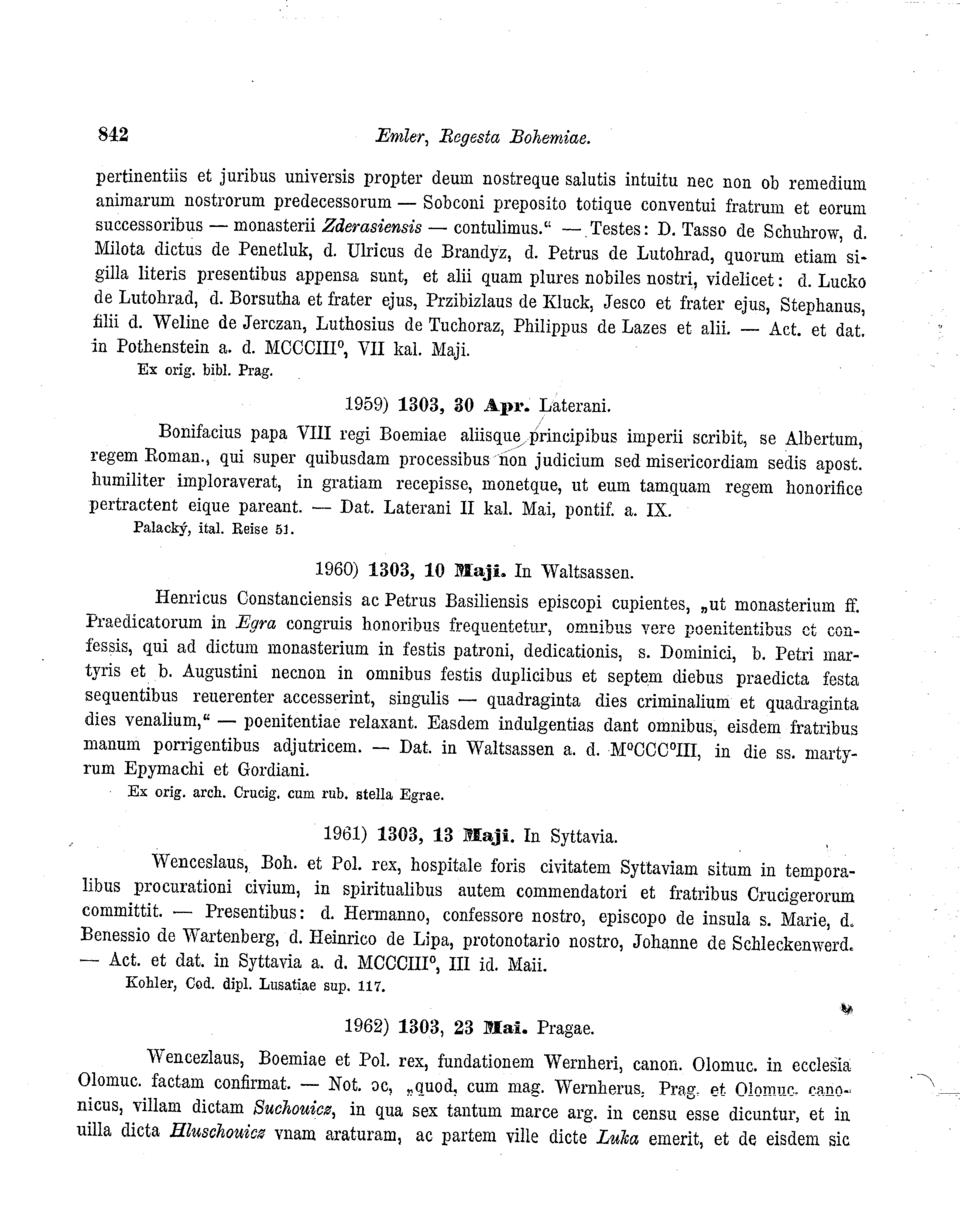 842 Emler, Regesta Bohemiae.
pertinentiis et juribus universis propter deum nostreque salutis intuitu nec non ob remedium
animarum nostrorum predecessorum — Sobconi preposito totique conventui fratrum et eorum
successoribus — monasterii Zderasiensis — contulimus.“ — Testes: D. Tasso de Schuhrow, d.
Milota dictus de Penetluk, d. Ulricus de Brandyz, d. Petrus de Lutohrad, quorum etiam si-
gilla literis presentibus appensa sunt, et alii quam plures nobiles nostri, videlicet: d. Lucko
de Lutohrad, d. Borsutha et frater ejus, Przibizlaus de Kluck, Jesco et frater ejus, Stephanus,
filii d. Weline de Jerczan, Luthosius de Tuchoraz, Philippus de Lazes et alii. — Act. et dat.
in Pothenstein a. d. MCCCIII⁰, VII kal. Maji.
Ex orig. bibl. Prag.
1959) 1303, 30 Apr. Laterani.
Bonifacius papa VIII regi Boemiae aliisque principibus imperii scribit, se Albertum,
regem Roman., qui super quibusdam processibus non judicium sed misericordiam sedis apost.
humiliter imploraverat, in gratiam recepisse, monetque, ut eum tamquam regem honorifice
pertractent eique pareant. — Dat. Laterani II kal. Mai, pontif. a. IX.
Palacký, ital. Reise 51.
1960) 1303, 10 Maji. In Waltsassen.
Henricus Constanciensis ac Petrus Basiliensis episcopi cupientes, „ut monasterium ff.
Praedicatorum in Egra congruis honoribus frequentetur, omnibus vere poenitentibus et con-
fessis, qui ad dictum monasterium in festis patroni, dedicationis, s. Dominici, b. Petri mar-
tyris et b. Augustini necnon in omnibus festis duplicibus et septem diebus praedicta festa
sequentibus reuerenter accesserint, singulis — quadraginta dies criminalium et quadraginta
dies venalium,“ — poenitentiae relaxant. Easdem indulgentias dant omnibus, eisdem fratribus
manum porrigentibus adjutricem. — Dat. in Waltsassen a. d. M⁰CCC⁰III, in die ss. marty-
rum Epymachi et Gordiani.
Ex orig. arch. Crucig. cum rub. stella Egrae.
1961) 1303, 13 Maji. In Syttavia.
Wenceslaus, Boh. et Pol. rex, hospitale foris civitatem Syttaviam situm in tempora-
libus procurationi civium, in spiritualibus autem commendatori et fratribus Crucigerorum
committit. — Presentibus: d. Hermanno, confessore nostro, episcopo de insula s. Marie, d.
Benessio de Wartenberg, d. Heinrico de Lipa, protonotario nostro, Johanne de Schleckenwerd.
— Act. et dat. in Syttavia a. d. MCCCIII⁰, III id. Maii.
Kohler, Cod. dipl. Lusatiae sup. 117.
1962) 1303, 23 Mai. Pragae.
Wencezlaus, Boemiae et Pol. rex, fundationem Wernheri, canon. Olomuc. in ecclesia
Olomuc. factam confirmat. — Not. ɔc, „quod, cum mag. Wernherus, Prag. et Olomuc. cano-
nicus, villam dictam Suchouicz, in qua sex tantum marce arg. in censu esse dicuntur, et in
uilla dicta Hluschouicz vnam araturam, ac partem ville dicte Luka emerit, et de eisdem sic